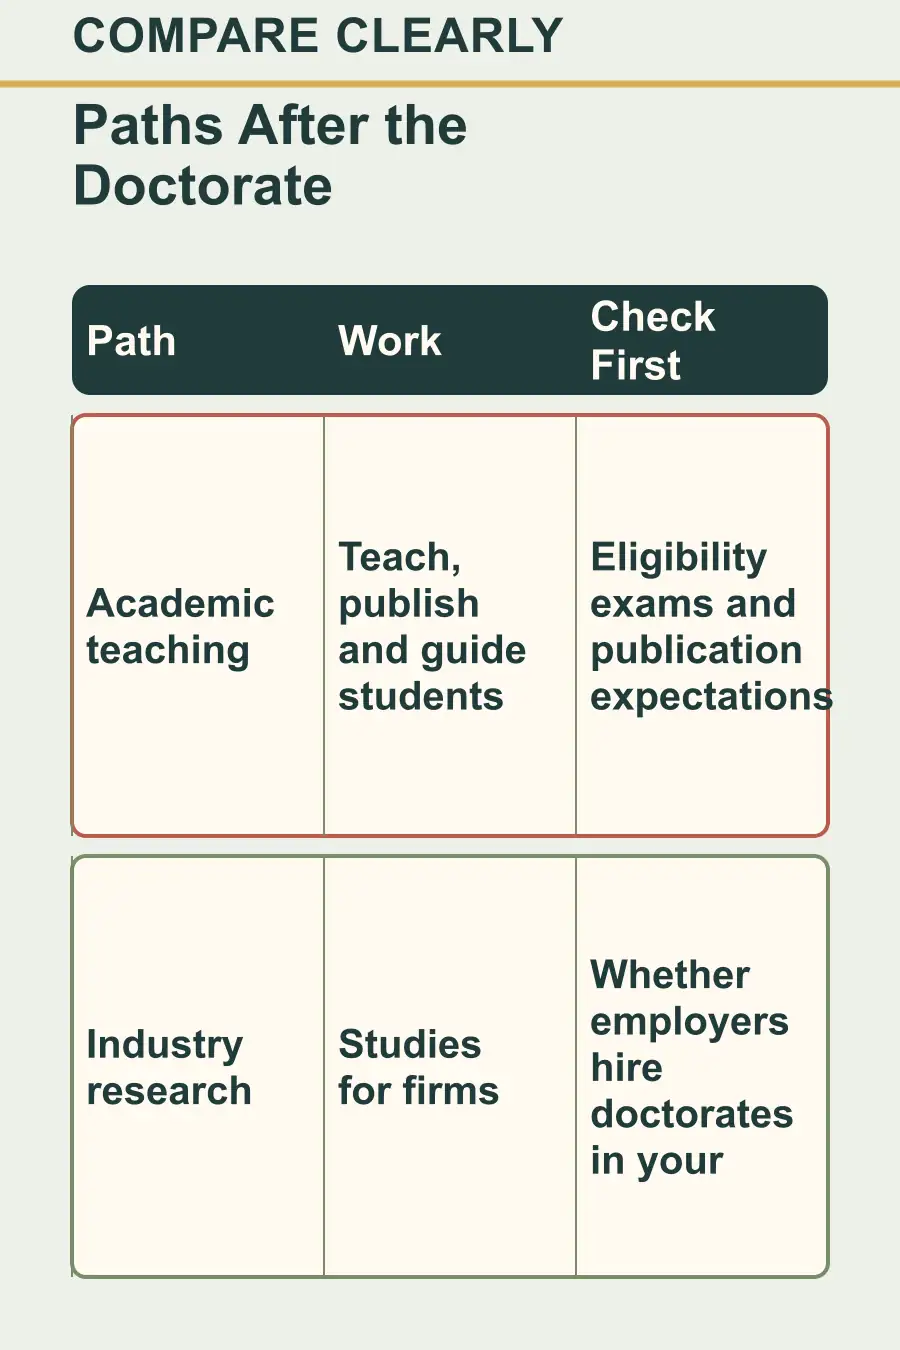 COMPARE CLEARLY
Paths After the
Doctorate
Path
Work
Check
First
Academic
teaching
Teach,
publish
and guide
students
Eligibility
exams and
publication
expectations
Industry
research
Studies
for firms
Whether
employers
hire
doctorates
in your